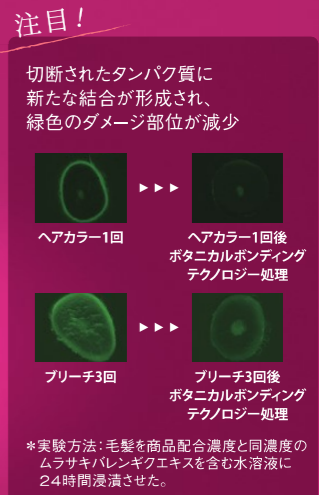 注目！
切断されたタンパク質に
新たな結合が形成され、
緑色のダメージ部位が減少
▶▶▶
ヘアカラー1回
ヘアカラー1回後
ボタニカルボンディング
テクノロジー処理
▶▶▶
ブリーチ3回
ブリーチ3回後
ボタニカルボンディング
テクノロジー処理
＊実験方法：毛髪を商品配合濃度と同濃度の
ムラサキバレンギクエキスを含む水溶液に
24時間浸漬させた。